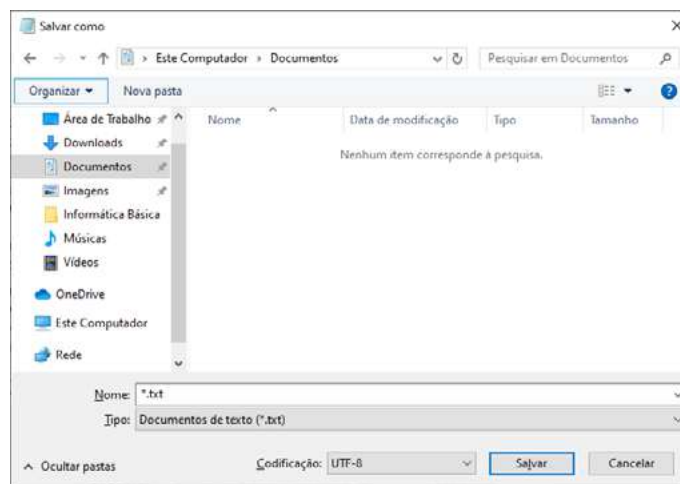 Salvar como
Este Computador > Documentos
Pesquisar em Documentos
Organizar
Nova pasta
Área de Trabalho
Downloads
Documentos
Imagens
Informática Básica
Músicas
Vídeos
OneDrive
Este Computador
Rede
Nome
Data de modificação
Tipo
Tamanho
Nenhum item corresponde à pesquisa.
Nome: *.txt
Tipo: Documentos de texto (*.txt)
Ocultar pastas
Codificação: UTF-8
Salvar
Cancelar